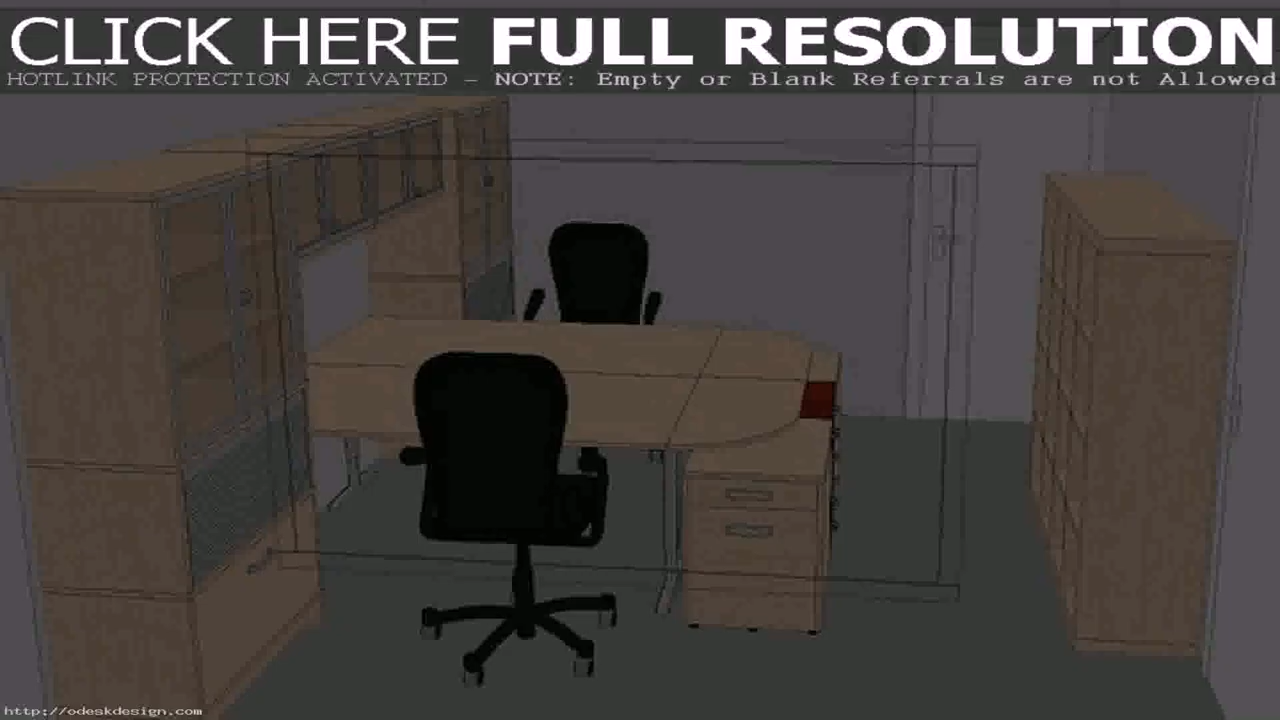 CLICK HERE FULL RESOLUTION
HOTLINK PROTECTION ACTIVATED - NOTE: Empty or Blank Referrals are not Allowed
http://odeskdesign.com